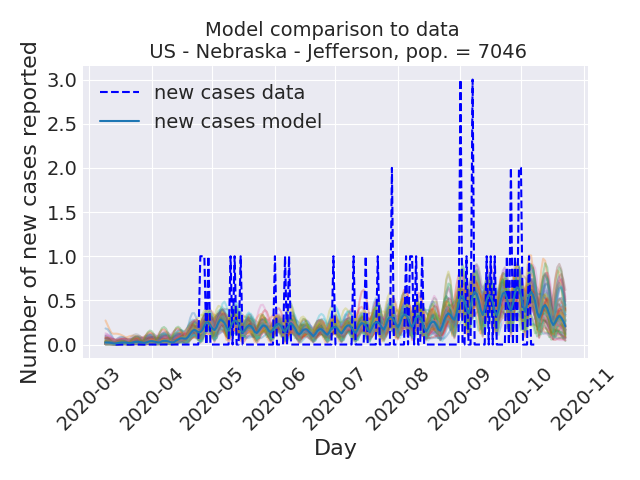 Model comparison to data
US - Nebraska - Jefferson, pop. = 7046
new cases data
new cases model
Number of new cases reported
3.0
2.5
2.0
1.5
1.0
0.5
0.0
2020-03
2020-04
2020-05
2020-06
2020-07
2020-08
2020-09
2020-10
2020-11
Day